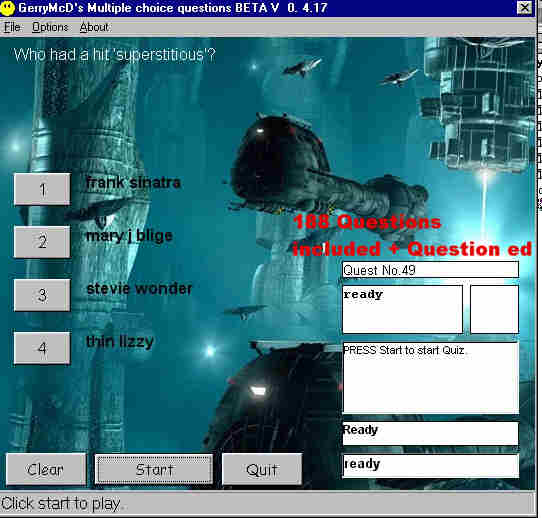 GerryMcD's Multiple choice questions BETA V 0. 4.17
File Options About
Who had a hit 'superstitious'?
1 frank sinatra
2 mary j blige
3 stevie wonder
4 thin lizzy
188 Questions
included + Question ed
Quest No.49
ready
PRESS Start to start Quiz.
Ready
ready
Clear Start Quit
Click start to play.